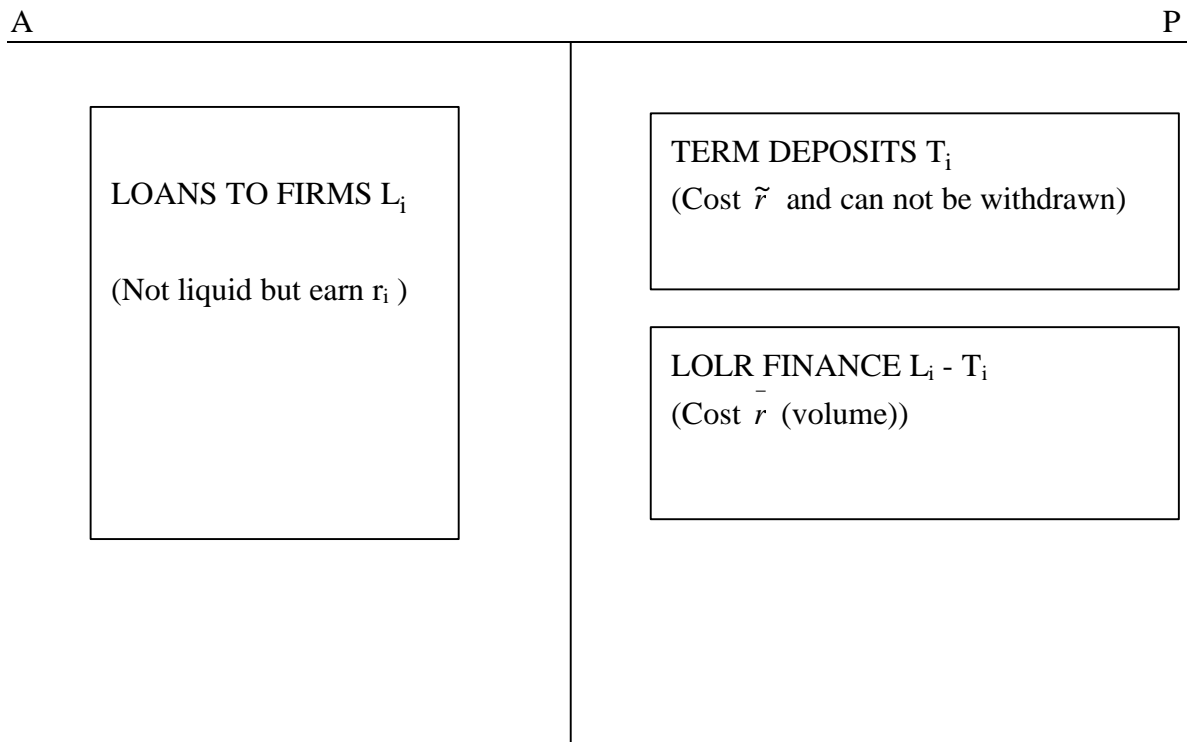 A P
LOANS TO FIRMS Lᵢ
(Not liquid but earn rᵢ )
TERM DEPOSITS Tᵢ
(Cost r̃ and can not be withdrawn)
LOLR FINANCE Lᵢ - Tᵢ
(Cost r̄ (volume))